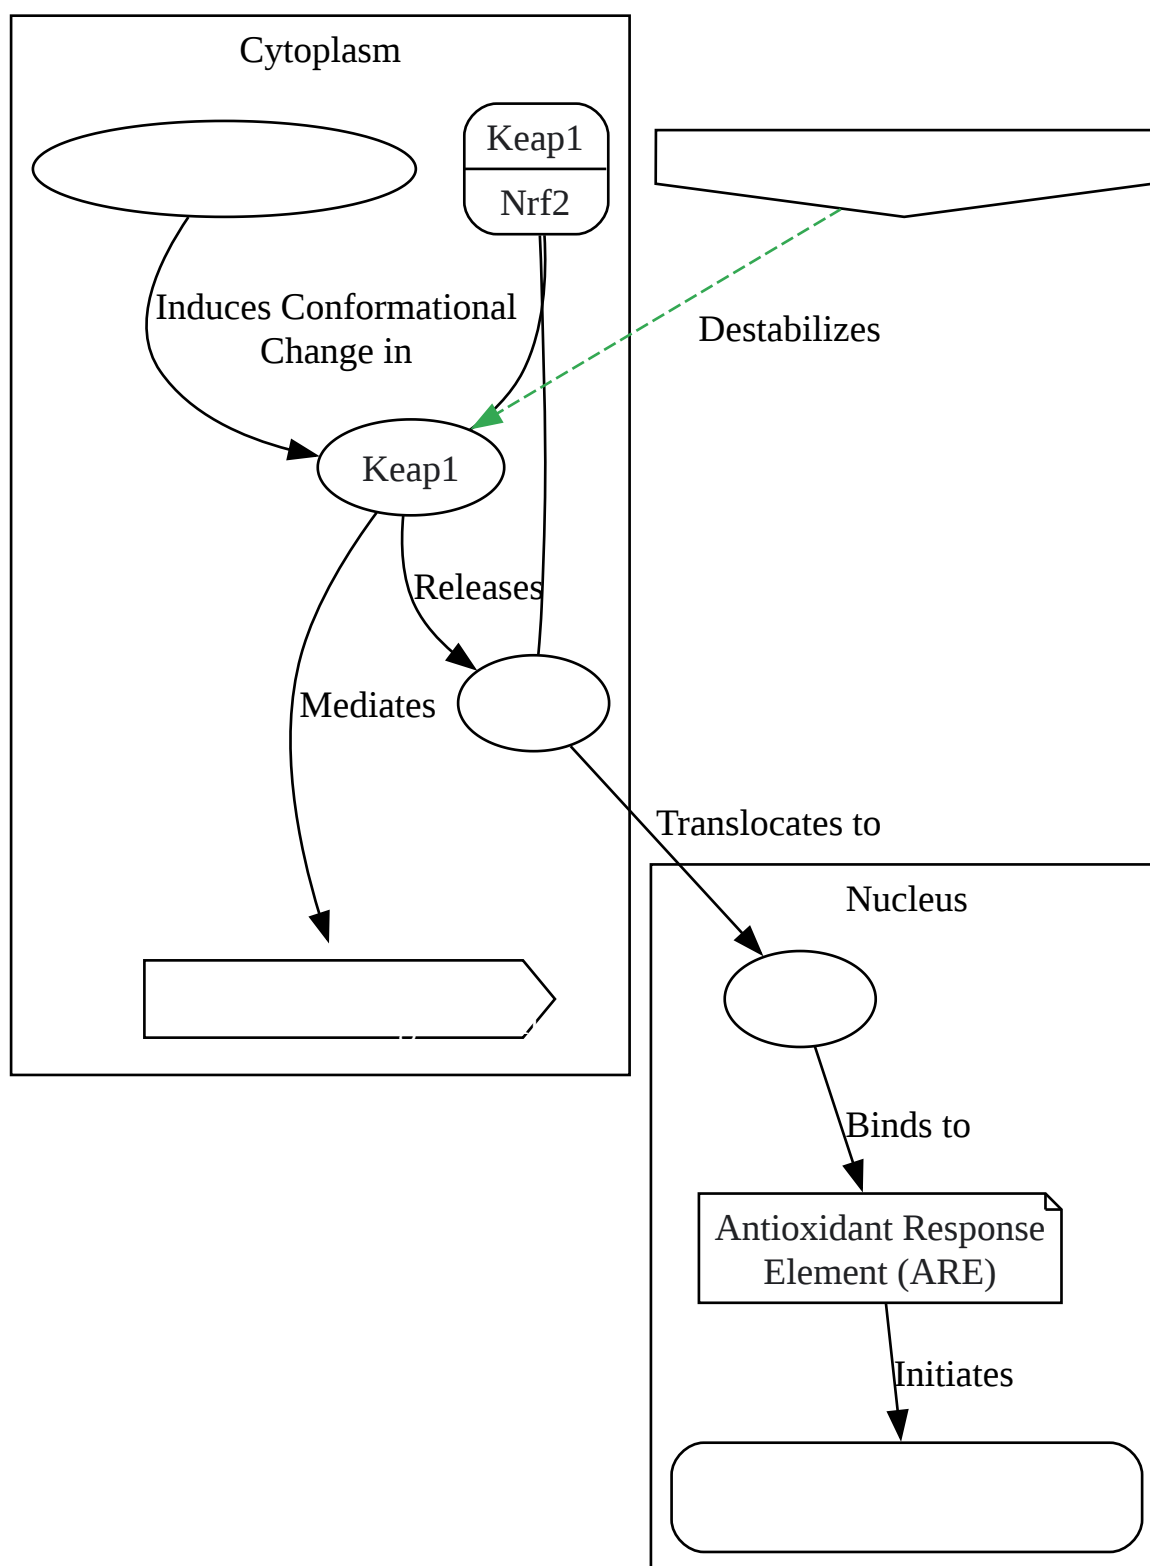 Cytoplasm
Keap1
Nrf2
Induces Conformational
Change in
Destabilizes
Keap1
Releases
Mediates
Translocates to
Nucleus
Binds to
Antioxidant Response
Element (ARE)
Initiates